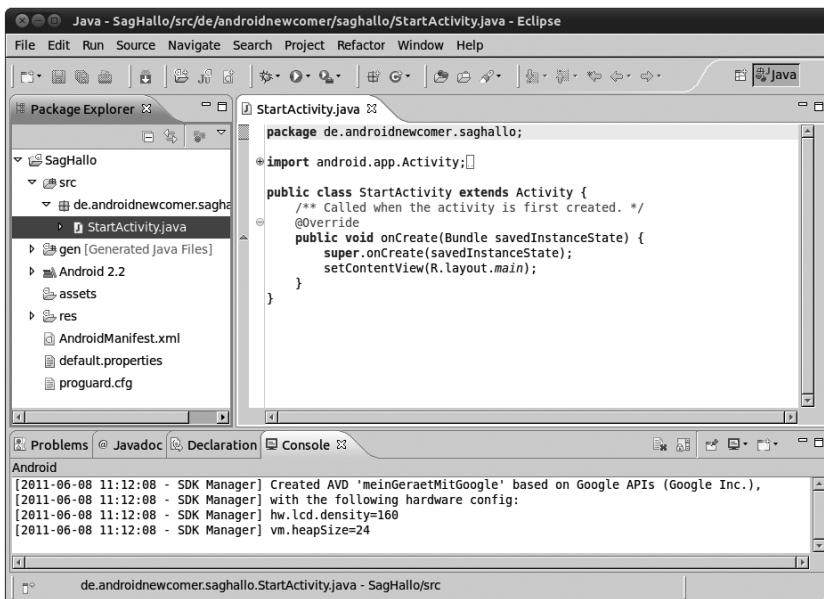 Java - SagHallo/src/de/androidnewcomer/saghallo/StartActivity.java - Eclipse
File Edit Run Source Navigate Search Project Refactor Window Help
Java
Package Explorer
SagHallo
src
de.androidnewcomer.sagha
StartActivity.java
gen [Generated Java Files]
Android 2.2
assets
res
AndroidManifest.xml
default.properties
proguard.cfg
StartActivity.java
package de.androidnewcomer.saghallo;
import android.app.Activity;
public class StartActivity extends Activity {
/** Called when the activity is first created. */
@Override
public void onCreate(Bundle savedInstanceState) {
super.onCreate(savedInstanceState);
setContentView(R.layout.main);
}
}
Problems @ Javadoc Declaration Console
Android
[2011-06-08 11:12:08 - SDK Manager] Created AVD 'meinGeraetMitGoogle' based on Google APIs (Google Inc.),
[2011-06-08 11:12:08 - SDK Manager] with the following hardware config:
[2011-06-08 11:12:08 - SDK Manager] hw.lcd.density=160
[2011-06-08 11:12:08 - SDK Manager] vm.heapSize=24
de.androidnewcomer.saghallo.StartActivity.java - SagHallo/src